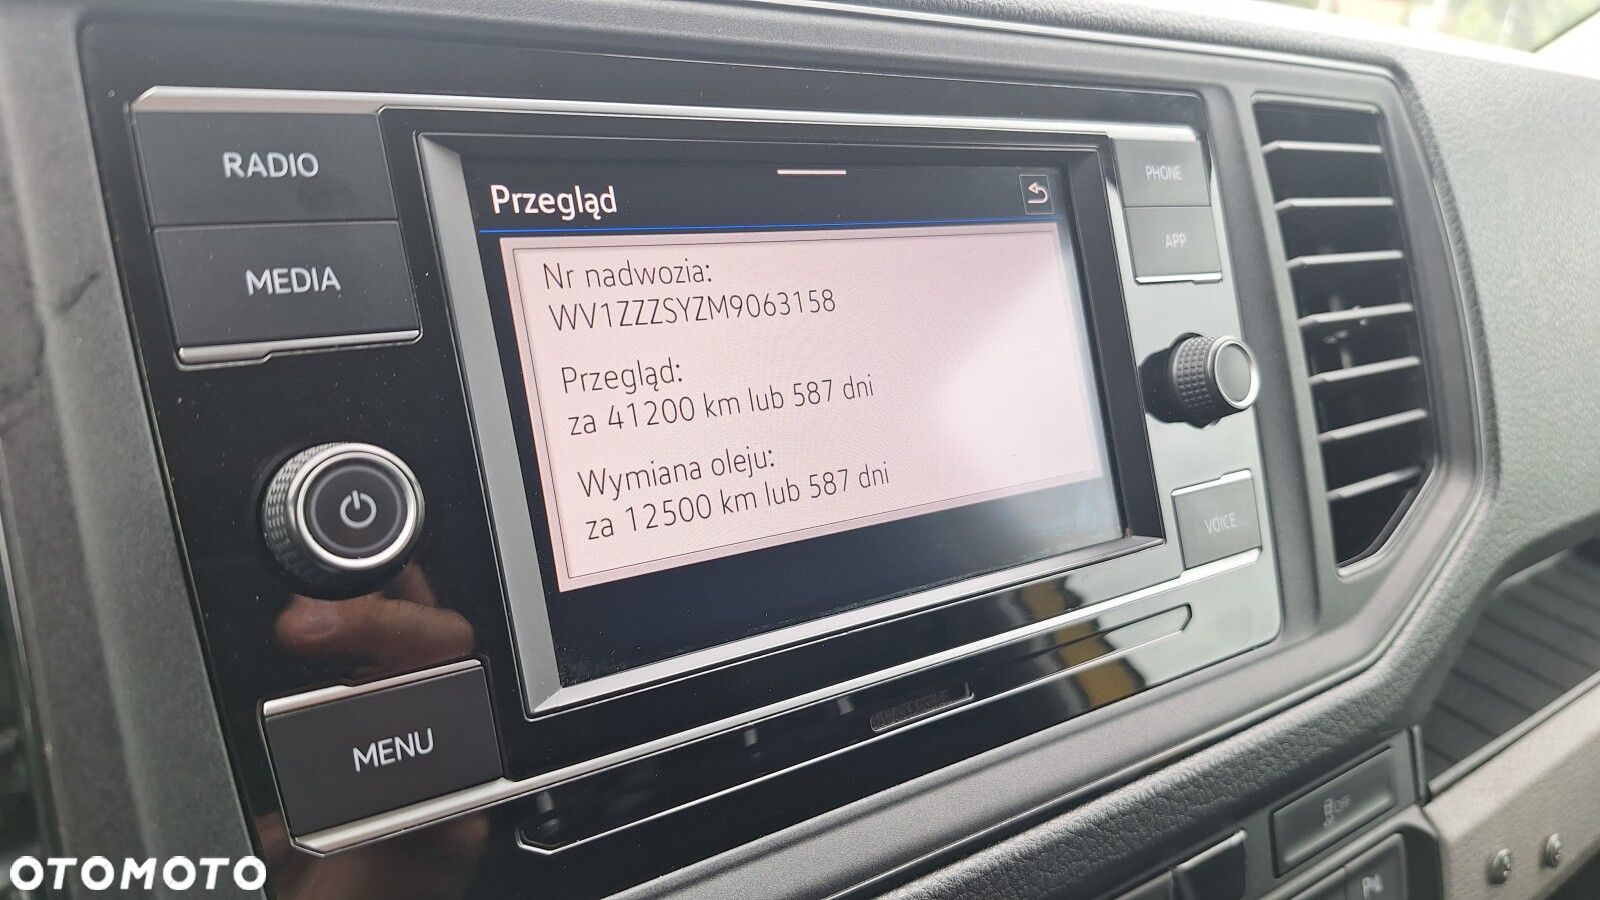 RADIO
MEDIA
MENU
Przegląd
Nr nadwozia:
WV1ZZZSYZM9063158
Przegląd:
za 41200 km lub 587 dni
Wymiana oleju:
za 12500 km lub 587 dni
PHONE
APP
VOICE
OFF
OTOMOTO